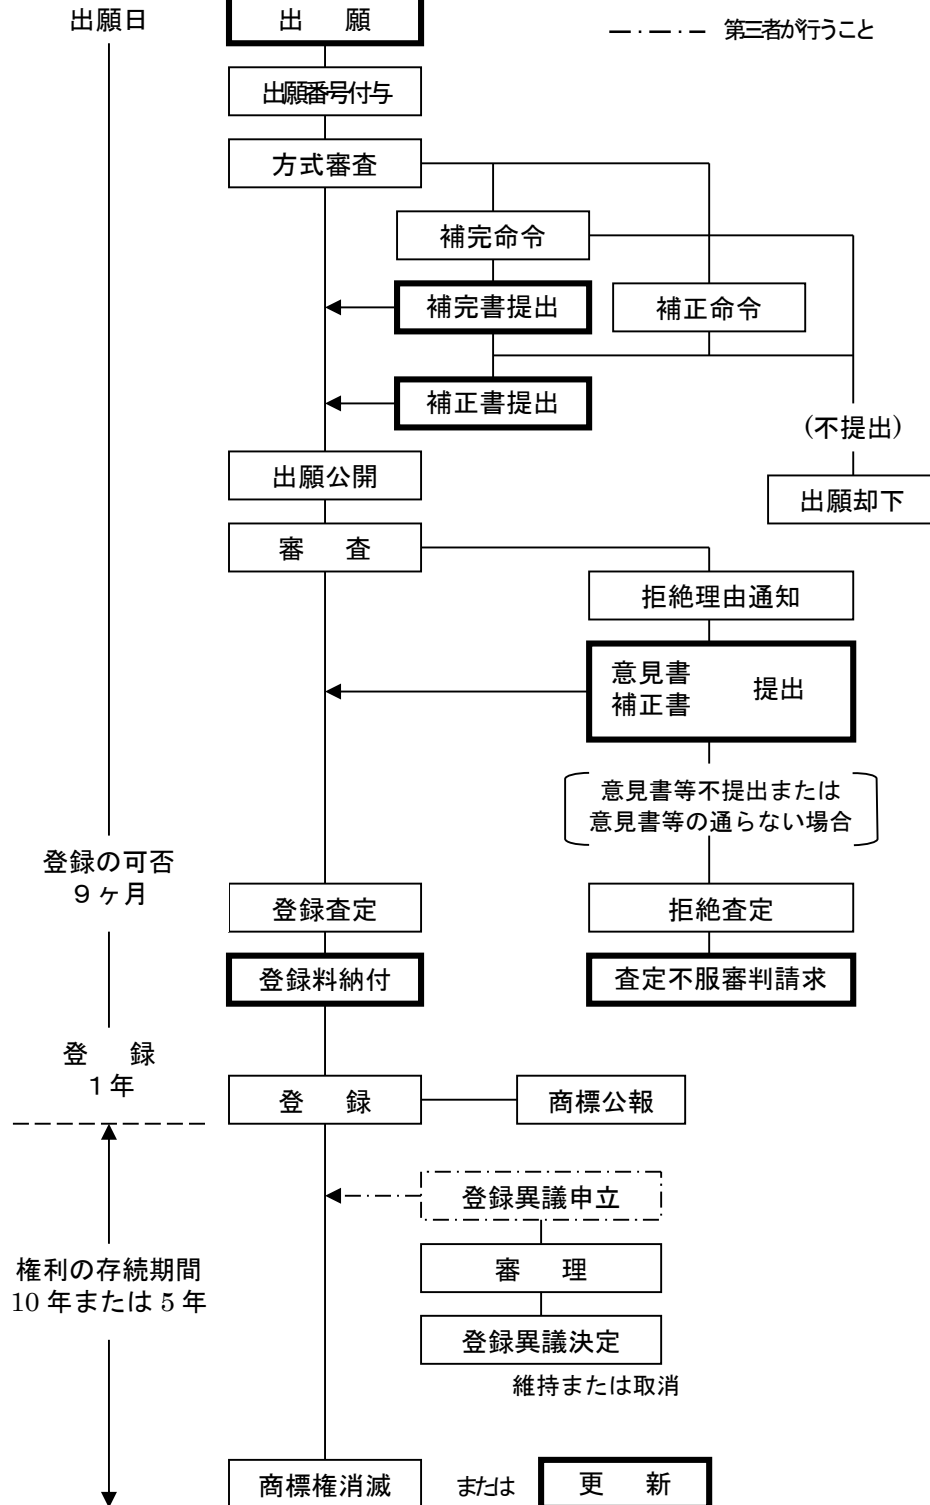 出願日
出　願
第三者が行うこと
出願番号付与
方式審査
補完命令
補完書提出
補正命令
補正書提出
(不提出)
出願公開
出願却下
審　査
拒絶理由通知
意見書
補正書
提出
意見書等不提出または
意見書等の通らない場合
登録の可否
９ヶ月
登録査定
拒絶査定
登録料納付
査定不服審判請求
登　録
１年
登　録
商標公報
登録異議申立
審　理
権利の存続期間
10 年または 5 年
登録異議決定
維持または取消
商標権消滅
または
更　新